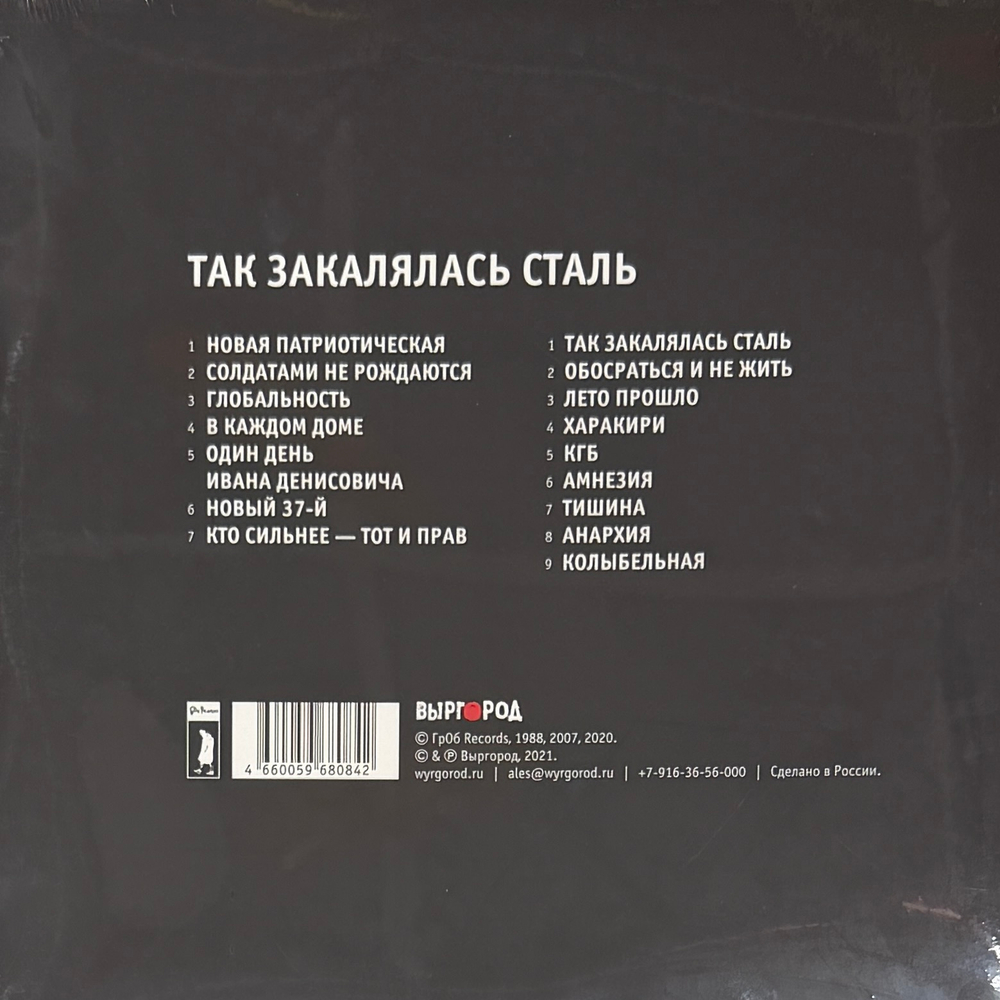 ТАК ЗАКАЛЯЛАСЬ СТАЛЬ
1 НОВАЯ ПАТРИОТИЧЕСКАЯ
2 СОЛДАТАМИ НЕ РОЖДАЮТСЯ
3 ГЛОБАЛЬНОСТЬ
4 В КАЖДОМ ДОМЕ
5 ОДИН ДЕНЬ
ИВАНА ДЕНИСОВИЧА
6 НОВЫЙ 37-Й
7 КТО СИЛЬНЕЕ — ТОТ И ПРАВ
1 ТАК ЗАКАЛЯЛАСЬ СТАЛЬ
2 ОБОСРАТЬСЯ И НЕ ЖИТЬ
3 ЛЕТО ПРОШЛО
4 ХАРАКИРИ
5 КГБ
6 АМНЕЗИЯ
7 ТИШИНА
8 АНАРХИЯ
9 КОЛЫБЕЛЬНАЯ
4 660059 680842
ВЫРГОРОД
© ГрОб Records, 1988, 2007, 2020.
© & ℗ Выргород, 2021.
wyrgorod.ru | ales@wyrgorod.ru | +7-916-36-56-000 | Сделано в России.